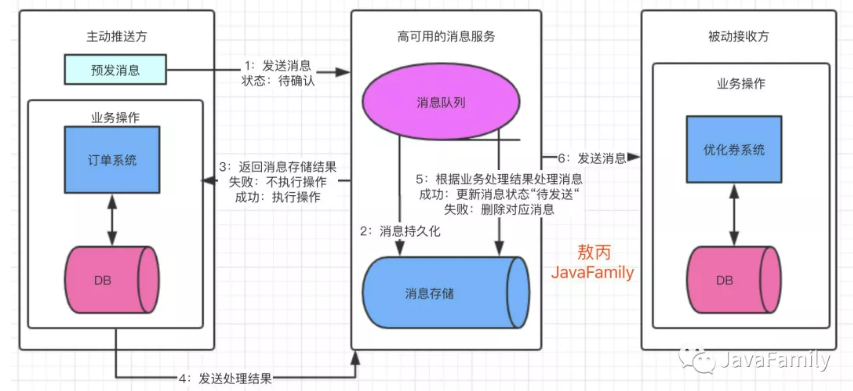 主动推送方
预发消息
业务操作
订单系统
DB
1：发送消息
状态：待确认
3：返回消息存储结果
失败：不执行操作
成功：执行操作
4：发送处理结果
高可用的消息服务
消息队列
2：消息持久化
5：根据业务处理结果处理消息
成功：更新消息状态“待发送“
失败：删除对应消息
消息存储
6：发送消息
敖丙
JavaFamily
被动接收方
业务操作
优化券系统
DB
JavaFamily